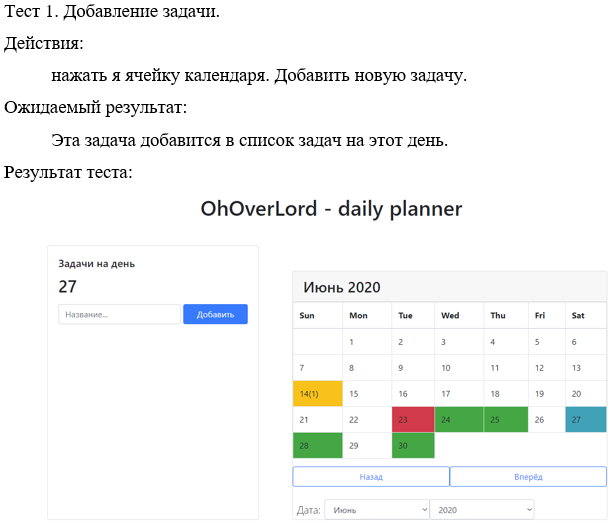 Тест 1. Добавление задачи.
Действия:
нажать я ячейку календаря. Добавить новую задачу.
Ожидаемый результат:
Эта задача добавится в список задач на этот день.
Результат теста:
OhOverLord - daily planner
Задачи на день
27
Название... Добавить
Июнь 2020
Sun Mon Tue Wed Thu Fri Sat
1 2 3 4 5 6
7 8 9 10 11 12 13
14(1) 15 16 17 18 19 20
21 22 23 24 25 26 27
28 29 30
Назад Вперёд
Дата: Июнь 2020